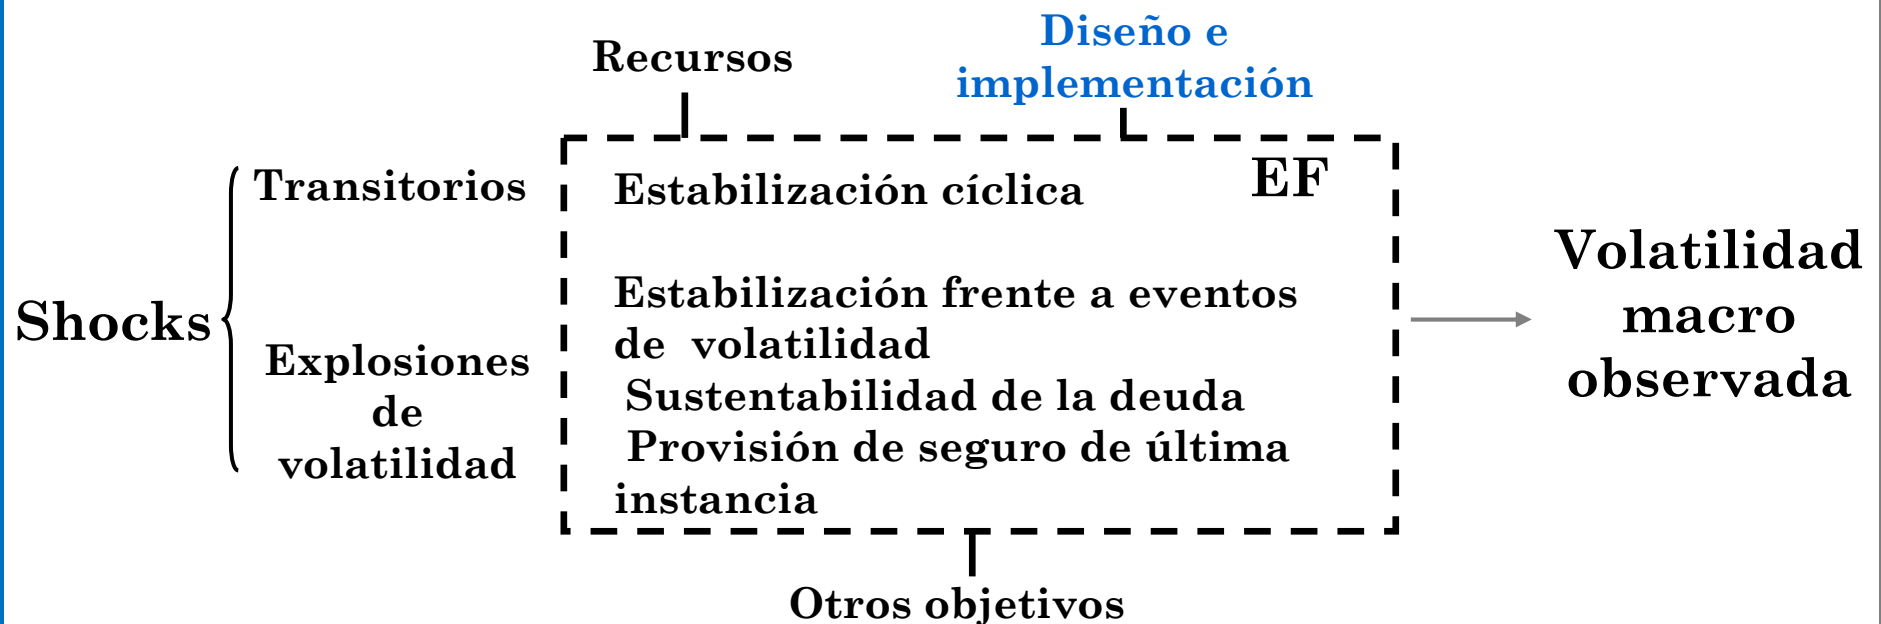 Recursos
Diseño e
implementación
Transitorios
Estabilización cíclica
EF
Shocks
Explosiones
de
volatilidad
Estabilización frente a eventos
de volatilidad
Sustentabilidad de la deuda
Provisión de seguro de última
instancia
Volatilidad
macro
observada
Otros objetivos